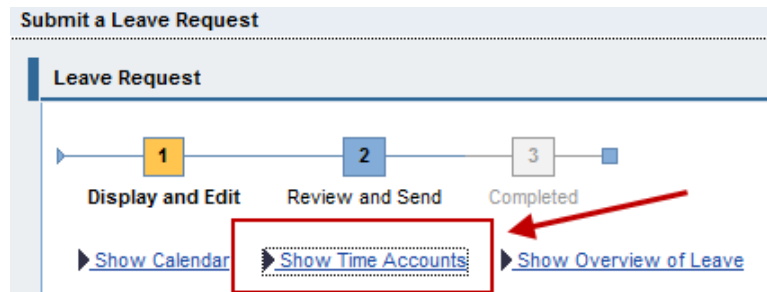 Submit a Leave Request
Leave Request
1 2 3
Display and Edit Review and Send Completed
Show Calendar Show Time Accounts Show Overview of Leave